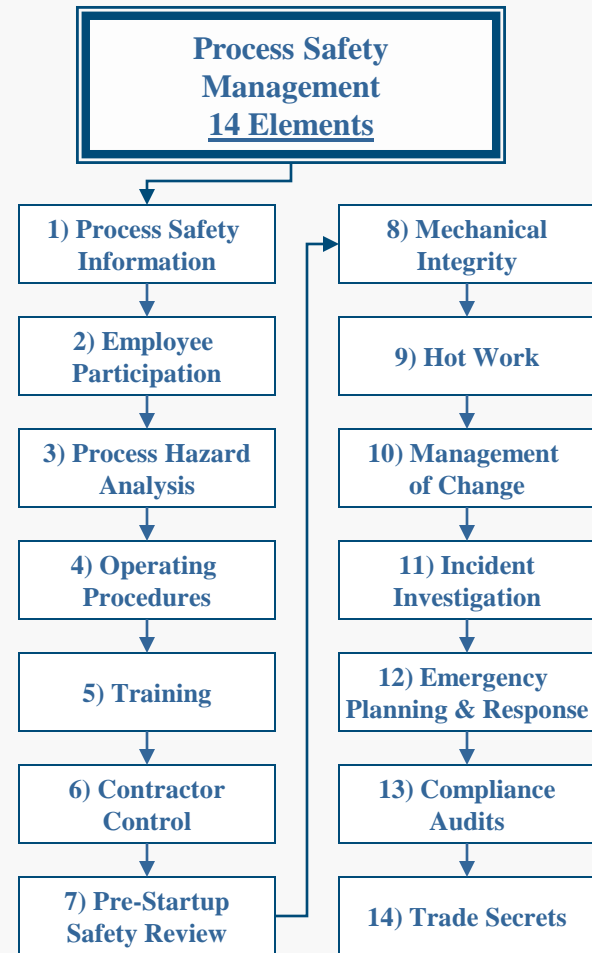 Process Safety
Management
14 Elements
1) Process Safety
Information
2) Employee
Participation
3) Process Hazard
Analysis
4) Operating
Procedures
5) Training
6) Contractor
Control
7) Pre-Startup
Safety Review
8) Mechanical
Integrity
9) Hot Work
10) Management
of Change
11) Incident
Investigation
12) Emergency
Planning & Response
13) Compliance
Audits
14) Trade Secrets